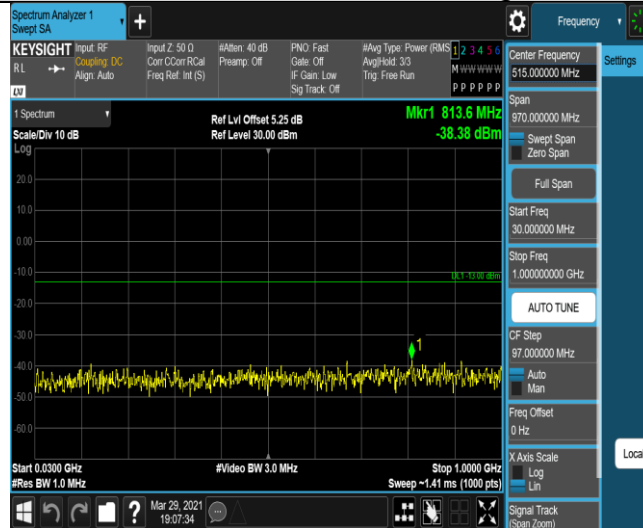 Spectrum Analyzer 1
Swept SA
Frequency
KEYSIGHT
RL
LXI
Input: RF
Coupling: DC
Align: Auto
Input Z: 50 Ω
Corr CCorr RCal
Freq Ref: Int (S)
#Atten: 40 dB
Preamp: Off
PNO: Fast
Gate: Off
IF Gain: Low
Sig Track: Off
#Avg Type: Power (RMS
Avg|Hold: 3/3
Trig: Free Run
1 2 3 4 5 6
M W W W W W
P P P P P P
1 Spectrum
Scale/Div 10 dB
Log
Ref Lvl Offset 5.25 dB
Ref Level 30.00 dBm
Mkr1 813.6 MHz
-38.38 dBm
20.0
10.0
0.00
-10.0
-20.0
-30.0
-40.0
-50.0
-60.0
DL1 -13.00 dBm
1
Start 0.0300 GHz
#Res BW 1.0 MHz
#Video BW 3.0 MHz
Stop 1.0000 GHz
Sweep ~1.41 ms (1000 pts)
Mar 29, 2021
19:07:34
Center Frequency
515.000000 MHz
Span
970.000000 MHz
Swept Span
Zero Span
Full Span
Start Freq
30.000000 MHz
Stop Freq
1.000000000 GHz
AUTO TUNE
CF Step
97.000000 MHz
Auto
Man
Freq Offset
0 Hz
X Axis Scale
Log
Lin
Signal Track
(Span Zoom)
Settings
Loca